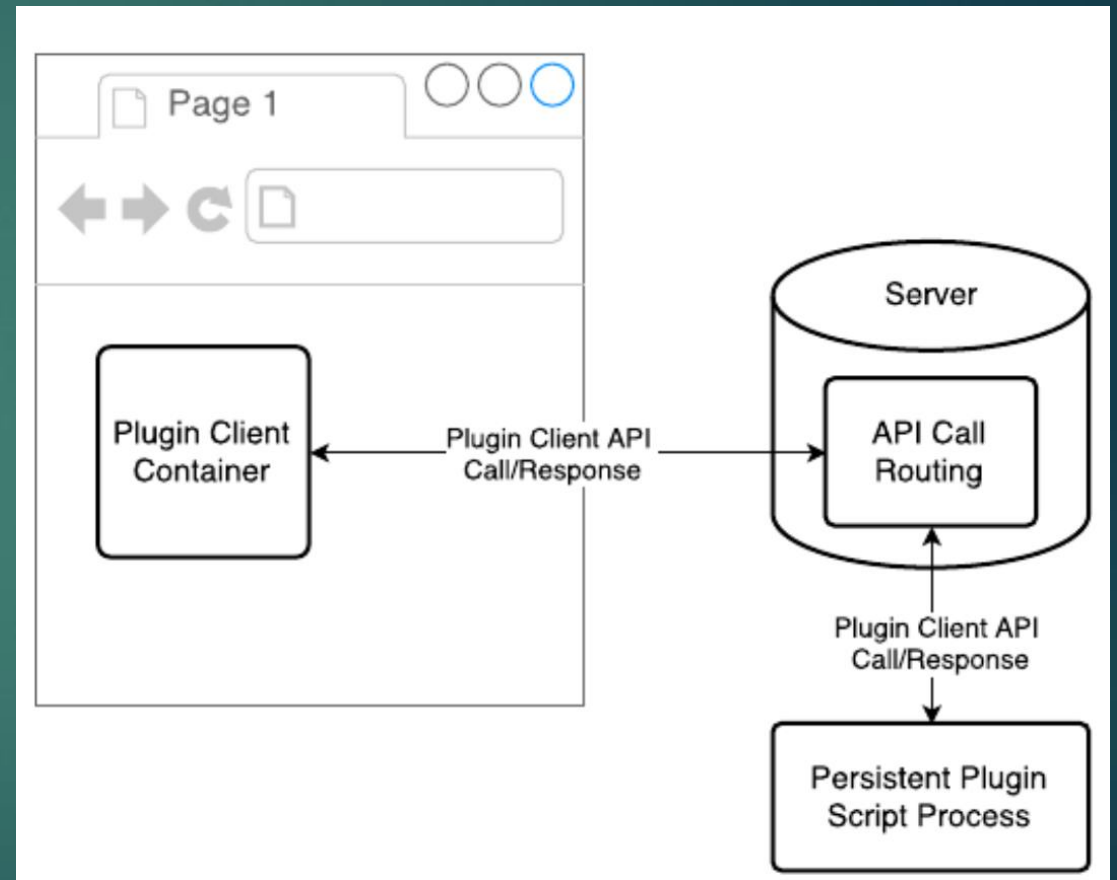 Page 1
Server
Plugin Client
Container
Plugin Client API
Call/Response
API Call
Routing
Plugin Client API
Call/Response
Persistent Plugin
Script Process